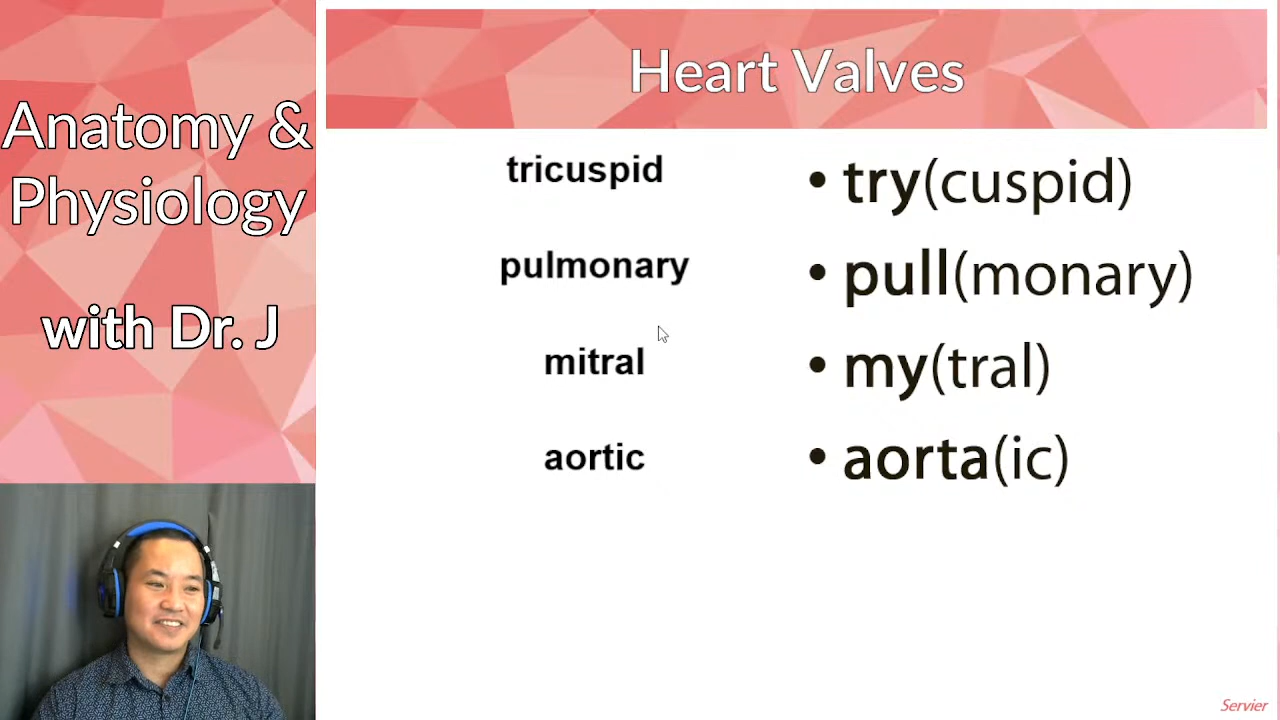 Anatomy &
Physiology
with Dr. J
Heart Valves
tricuspid
• try(cuspid)
pulmonary
• pull(monary)
mitral
• my(tral)
aortic
• aorta(ic)
Servier